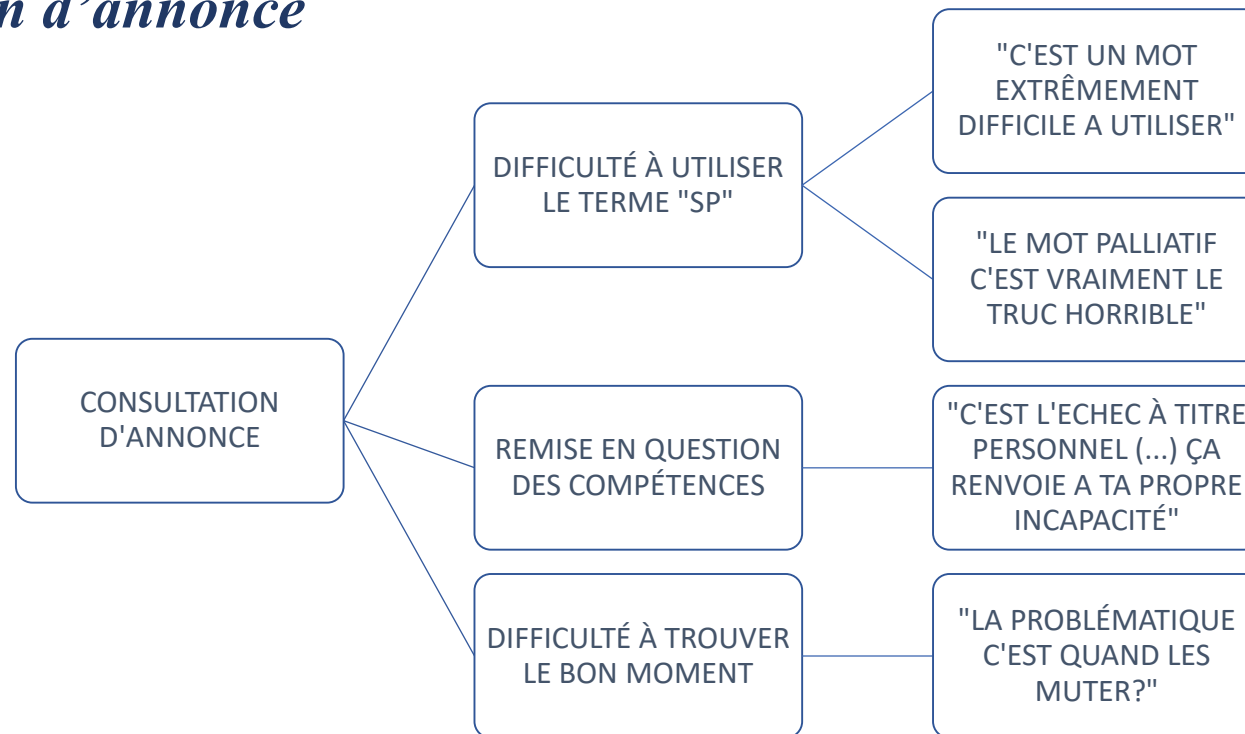 n d’annonce
"C'EST UN MOT
EXTRÊMEMENT
DIFFICILE A UTILISER"
DIFFICULTÉ À UTILISER
LE TERME "SP"
"LE MOT PALLIATIF
C'EST VRAIMENT LE
TRUC HORRIBLE"
CONSULTATION
D'ANNONCE
REMISE EN QUESTION
DES COMPÉTENCES
"C'EST L'ECHEC À TITRE
PERSONNEL (...) ÇA
RENVOIE A TA PROPRE
INCAPACITÉ"
DIFFICULTÉ À TROUVER
LE BON MOMENT
"LA PROBLÉMATIQUE
C'EST QUAND LES
MUTER?"